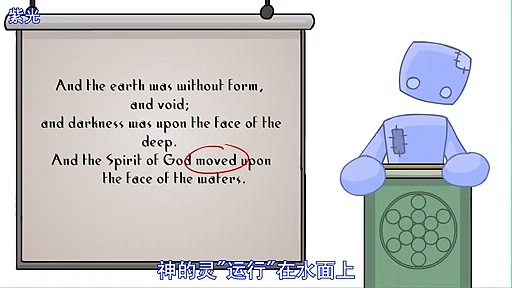 紫光
And the earth was without form,
and void;
and darkness was upon the face of the
deep.
And the Spirit of God moved upon
the face of the waters.
神的灵"运行"在水面上